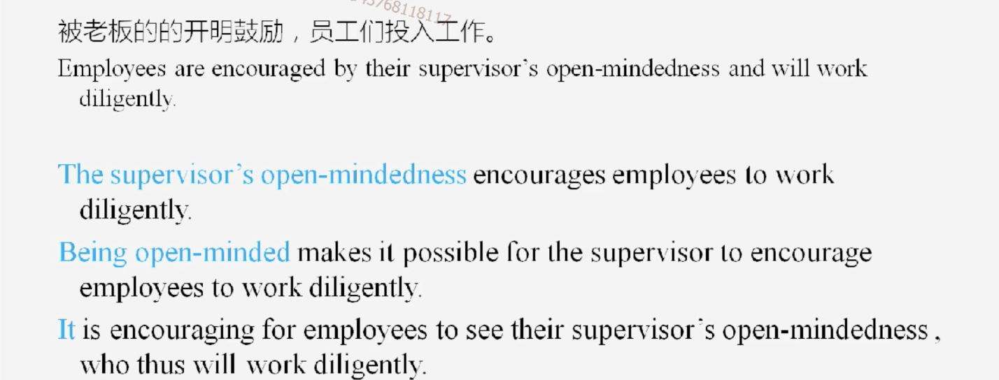 被老板的的开明鼓励，员工们投入工作。
Employees are encouraged by their supervisor's open-mindedness and will work
diligently.
The supervisor's open-mindedness encourages employees to work
diligently.
Being open-minded makes it possible for the supervisor to encourage
employees to work diligently.
It is encouraging for employees to see their supervisor's open-mindedness ,
who thus will work diligently.